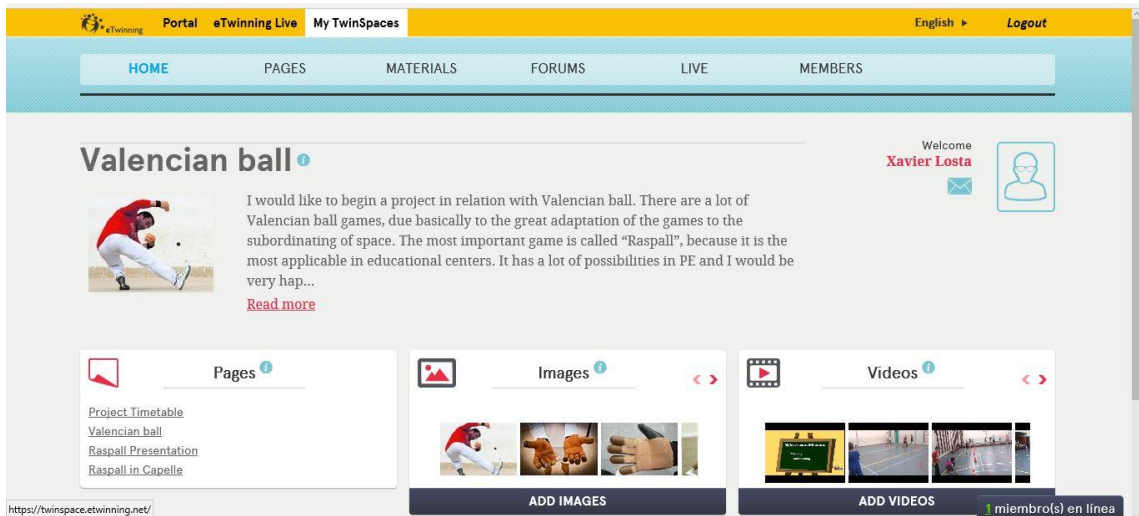 eTwinning Portal eTwinning Live My TwinSpaces English Logout
HOME PAGES MATERIALS FORUMS LIVE MEMBERS
Valencian ball
Welcome
Xavier Losta
I would like to begin a project in relation with Valencian ball. There are a lot of
Valencian ball games, due basically to the great adaptation of the games to the
subordinating of space. The most important game is called “Raspall”, because it is the
most applicable in educational centers. It has a lot of possibilities in PE and I would be
very hap...
Read more
Pages
Project Timetable
Valencian ball
Raspall Presentation
Raspall in Capelle
Images
ADD IMAGES
Videos
ADD VIDEOS
https://twinspace.etwinning.net/
1 miembro(s) en línea